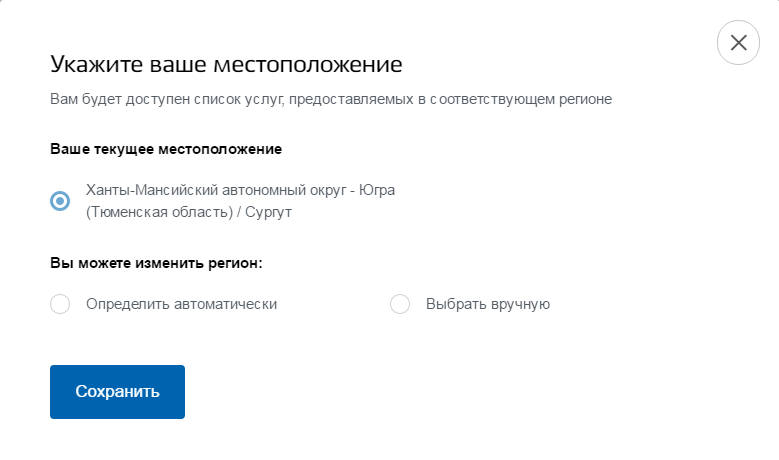 Укажите ваше местоположение
Вам будет доступен список услуг, предоставляемых в соответствующем регионе
Ваше текущее местоположение
Ханты-Мансийский автономный округ - Югра
(Тюменская область) / Сургут
Вы можете изменить регион:
Определить автоматически
Выбрать вручную
Сохранить